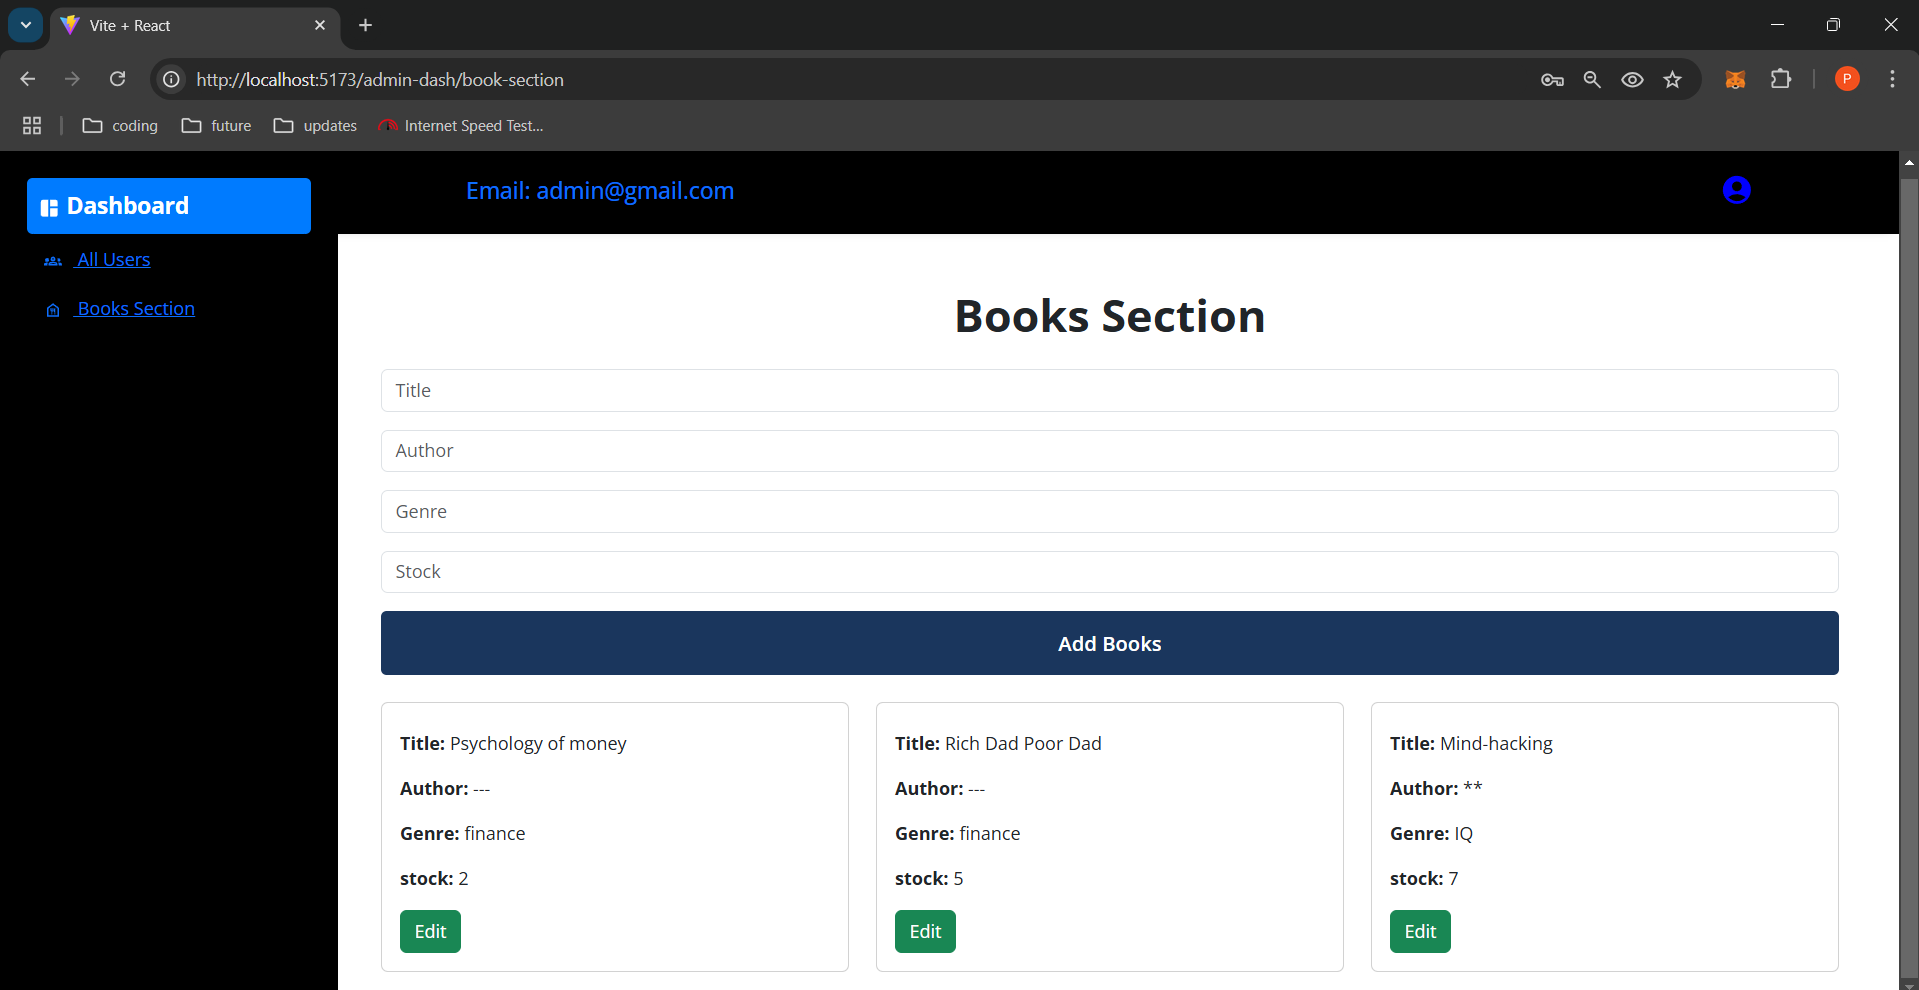 Vite + React
http://localhost:5173/admin-dash/book-section
P
coding
future
updates
Internet Speed Test...
Dashboard
Email: admin@gmail.com
All Users
Books Section
Books Section
Title
Author
Genre
Stock
Add Books
Title: Psychology of money
Author: ---
Genre: finance
stock: 2
Edit
Title: Rich Dad Poor Dad
Author: ---
Genre: finance
stock: 5
Edit
Title: Mind-hacking
Author: **
Genre: IQ
stock: 7
Edit